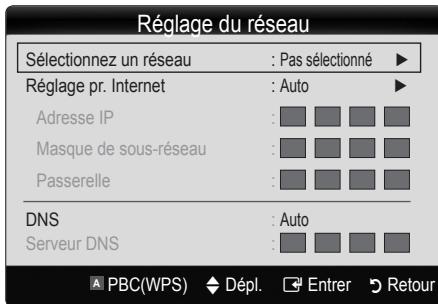 Réglage du réseau
Sélectionnez un réseau : Pas sélectionné ▶
Réglage pr. Internet : Auto ▶
Adresse IP :
Masque de sous-réseau :
Passerelle :
DNS : Auto
Serveur DNS :
A PBC(WPS) Dépl. Entrer Retour